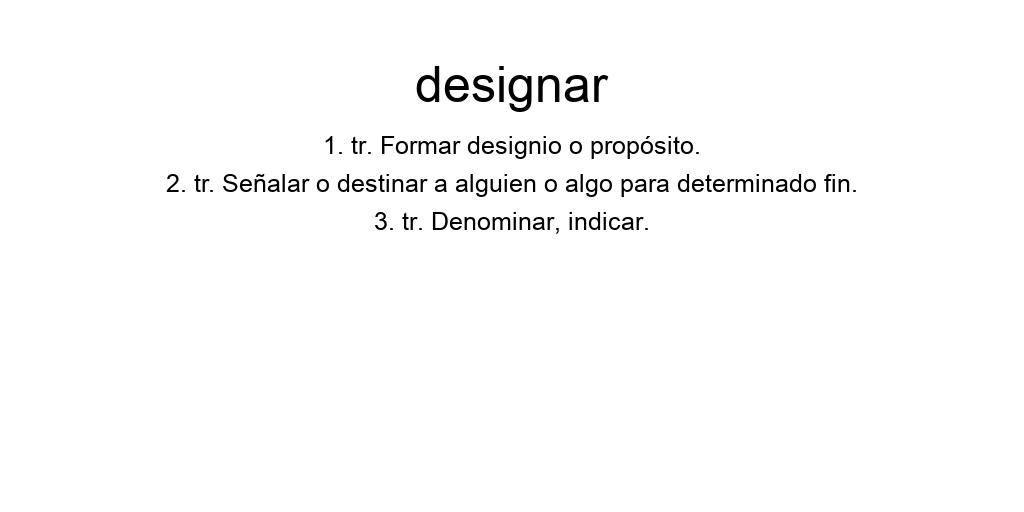 designar
1. tr. Formar designio o propósito.
2. tr. Señalar o destinar a alguien o algo para determinado fin.
3. tr. Denominar, indicar.